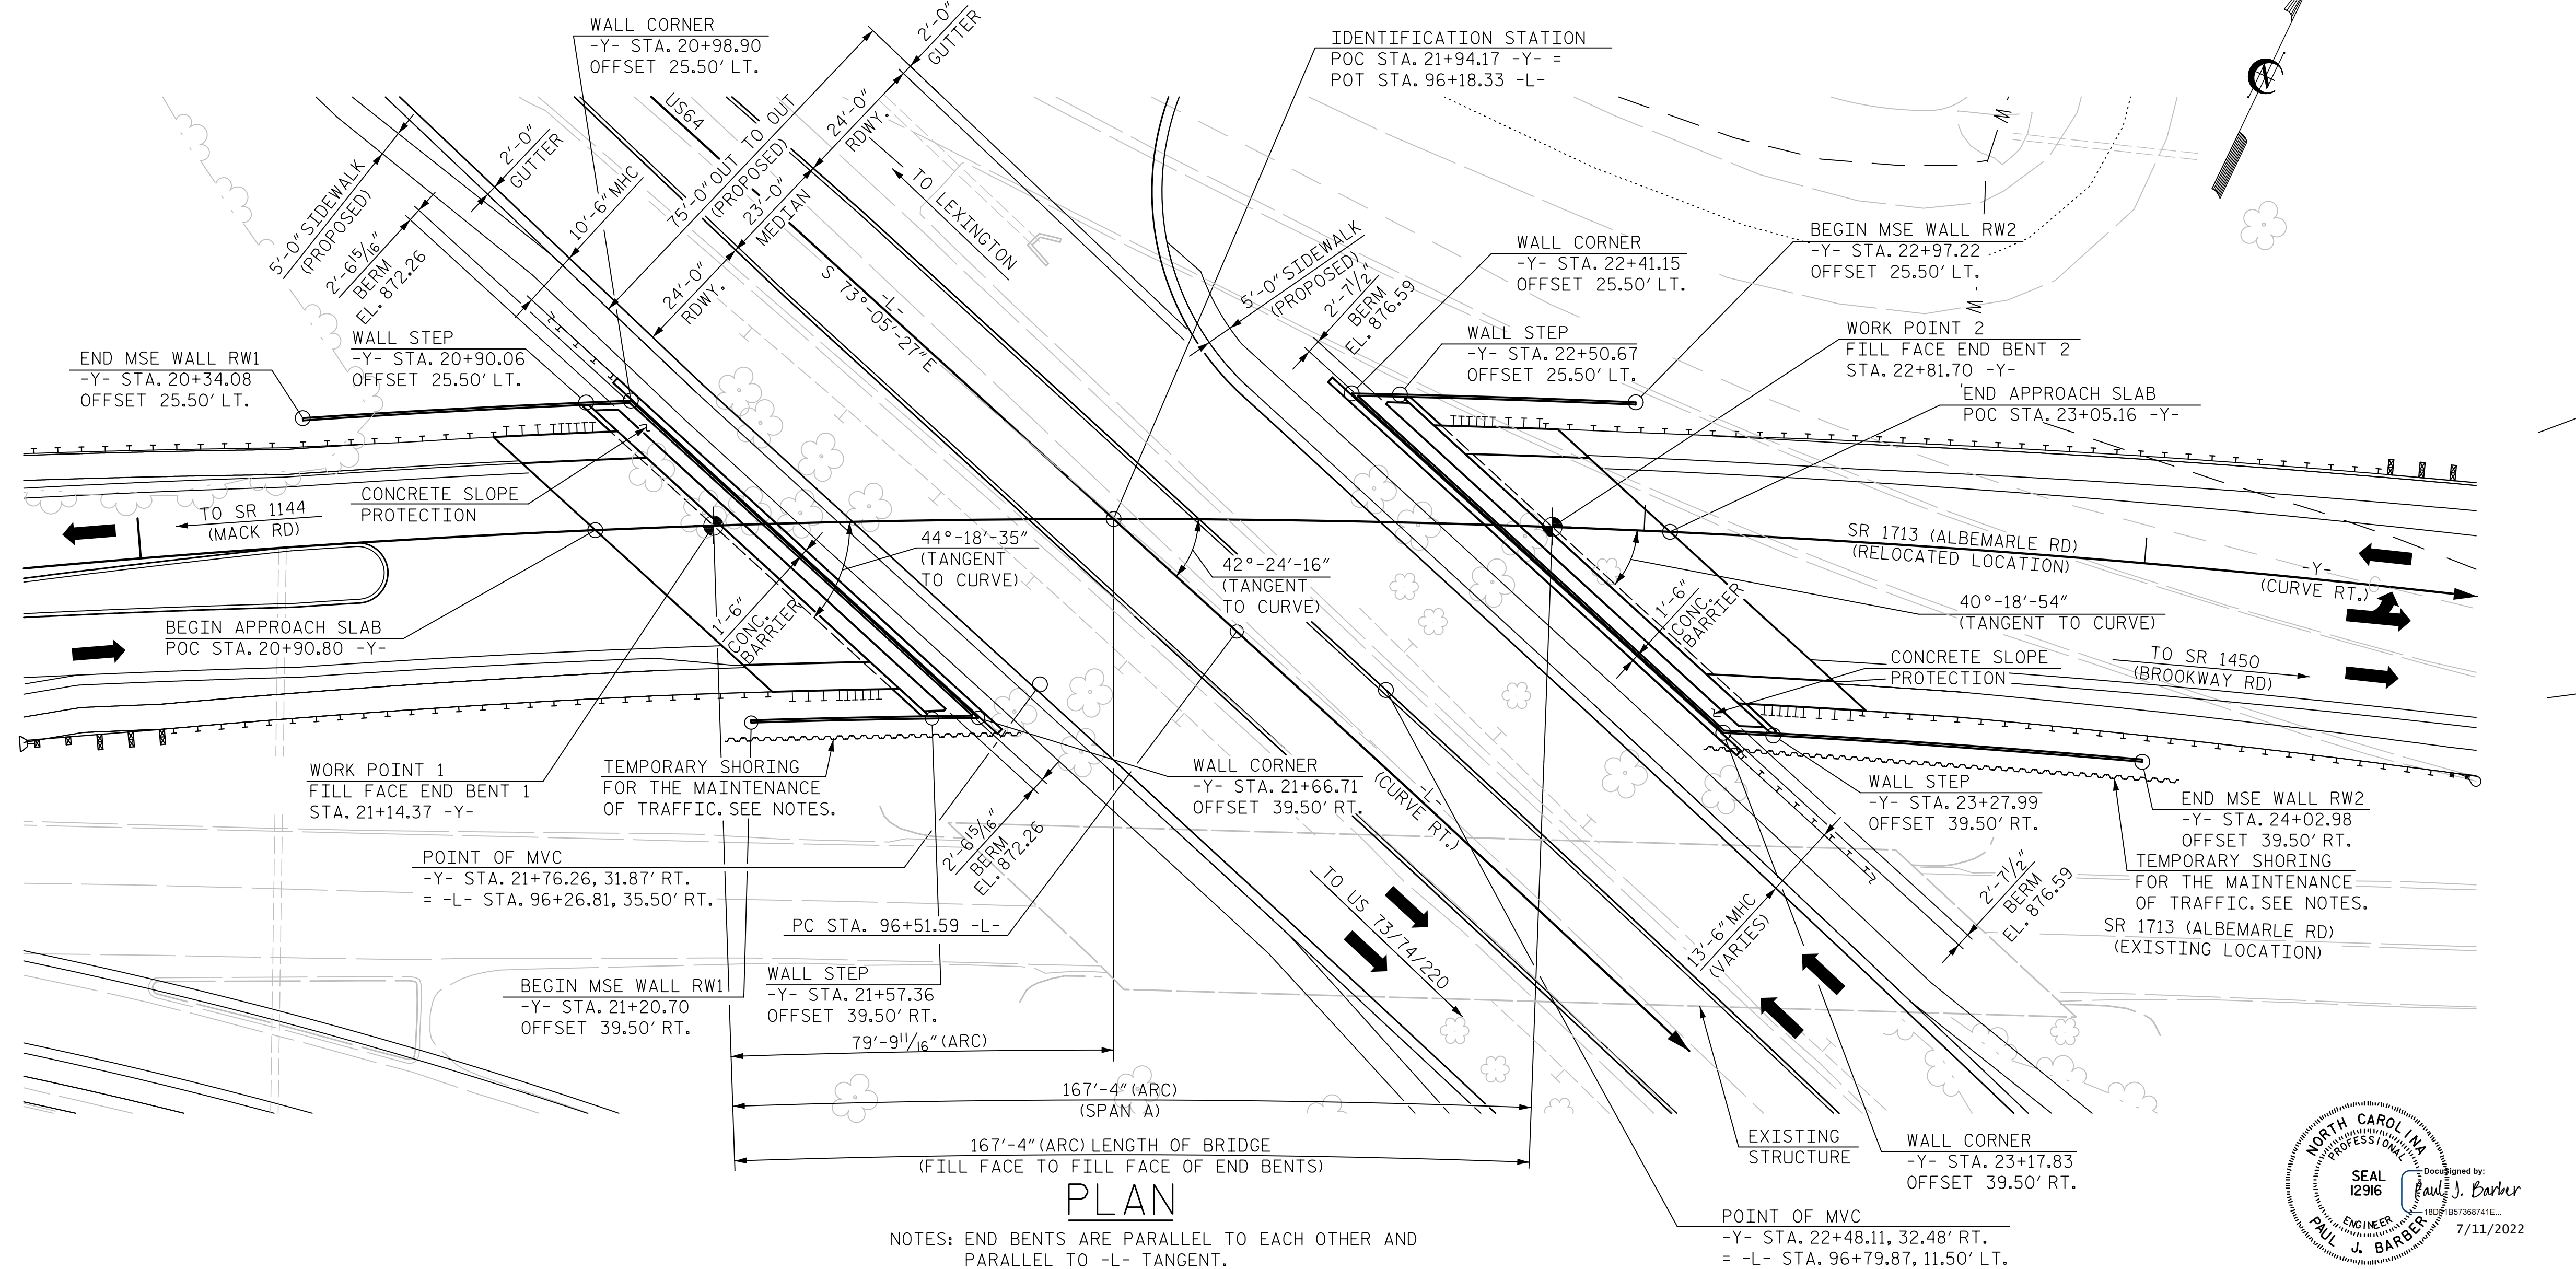 WALL CORNER
-Y- STA. 20+98.90
OFFSET 25.50' LT.
2'-0"
GUTTER
IDENTIFICATION STATION
POC STA. 21+94.17 -Y- =
POT STA. 96+18.33 -L-
N
US64
75'-0" OUT TO OUT
(PROPOSED)
24'-0"
RDWY.
2'-0"
GUTTER
5'-0" SIDEWALK
(PROPOSED)
10'-6" MHC
23'-0"
MEDIAN
TO LEXINGTON
2'-6 15/16"
BERM
EL. 872.26
24'-0"
RDWY.
-L-
S 73°-05'-27" E
5'-0" SIDEWALK
(PROPOSED)
2'-7 1/2"
BERM
EL. 876.59
WALL CORNER
-Y- STA. 22+41.15
OFFSET 25.50' LT.
BEGIN MSE WALL RW2
-Y- STA. 22+97.22
OFFSET 25.50' LT.
W
W
END MSE WALL RW1
-Y- STA. 20+34.08
OFFSET 25.50' LT.
WALL STEP
-Y- STA. 20+90.06
OFFSET 25.50' LT.
WALL STEP
-Y- STA. 22+50.67
OFFSET 25.50' LT.
WORK POINT 2
FILL FACE END BENT 2
STA. 22+81.70 -Y-
END APPROACH SLAB
POC STA. 23+05.16 -Y-
CONCRETE SLOPE
PROTECTION
TO SR 1144
(MACK RD)
44°-18'-35"
(TANGENT
TO CURVE)
42°-24'-16"
(TANGENT
TO CURVE)
SR 1713 (ALBEMARLE RD)
(RELOCATED LOCATION)
-Y-
(CURVE RT.)
1'-6"
CONC.
BARRIER
1'-6"
CONC.
BARRIER
40°-18'-54"
(TANGENT TO CURVE)
BEGIN APPROACH SLAB
POC STA. 20+90.80 -Y-
CONCRETE SLOPE
PROTECTION
TO SR 1450
(BROOKWAY RD)
WORK POINT 1
FILL FACE END BENT 1
STA. 21+14.37 -Y-
TEMPORARY SHORING
FOR THE MAINTENANCE
OF TRAFFIC. SEE NOTES.
WALL CORNER
-Y- STA. 21+66.71
OFFSET 39.50' RT.
-L-
(CURVE RT.)
WALL STEP
-Y- STA. 23+27.99
OFFSET 39.50' RT.
END MSE WALL RW2
-Y- STA. 24+02.98
OFFSET 39.50' RT.
POINT OF MVC
-Y- STA. 21+76.26, 31.87' RT.
= -L- STA. 96+26.81, 35.50' RT.
2'-6 15/16"
BERM
EL. 872.26
TEMPORARY SHORING
FOR THE MAINTENANCE
OF TRAFFIC. SEE NOTES.
PC STA. 96+51.59 -L-
TO US 73/74/220
13'-6" MHC
(VARIES)
2'-7 1/2"
BERM
EL. 876.59
SR 1713 (ALBEMARLE RD)
(EXISTING LOCATION)
BEGIN MSE WALL RW1
-Y- STA. 21+20.70
OFFSET 39.50' RT.
WALL STEP
-Y- STA. 21+57.36
OFFSET 39.50' RT.
79'-9 11/16" (ARC)
167'-4" (ARC)
(SPAN A)
167'-4" (ARC) LENGTH OF BRIDGE
(FILL FACE TO FILL FACE OF END BENTS)
EXISTING
STRUCTURE
WALL CORNER
-Y- STA. 23+17.83
OFFSET 39.50' RT.
PLAN
NOTES: END BENTS ARE PARALLEL TO EACH OTHER AND
PARALLEL TO -L- TANGENT.
POINT OF MVC
-Y- STA. 22+48.11, 32.48' RT.
= -L- STA. 96+79.87, 11.50' LT.
NORTH CAROLINA
PROFESSIONAL
SEAL
12916
ENGINEER
PAUL J. BARBER
DocuSigned by:
Paul J. Barber
7/11/2022